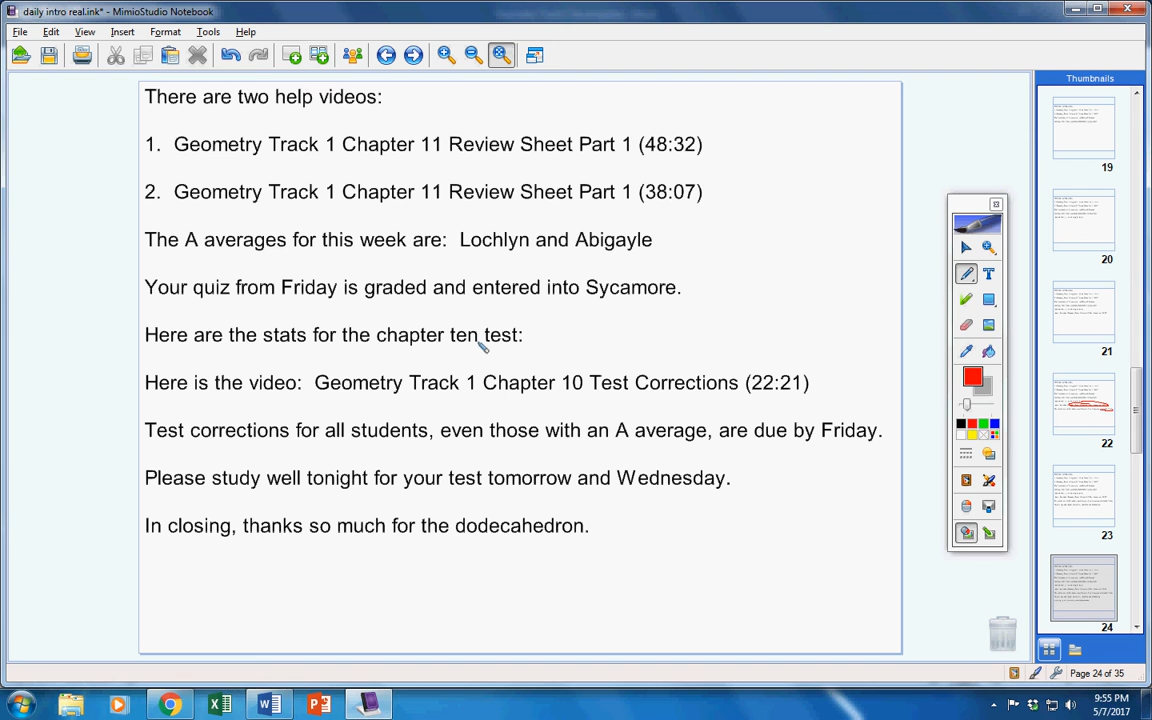 daily intro real.ink* - MimioStudio Notebook
File Edit View Insert Format Tools Help
There are two help videos:
1. Geometry Track 1 Chapter 11 Review Sheet Part 1 (48:32)
2. Geometry Track 1 Chapter 11 Review Sheet Part 1 (38:07)
The A averages for this week are: Lochlyn and Abigayle
Your quiz from Friday is graded and entered into Sycamore.
Here are the stats for the chapter ten test:
Here is the video: Geometry Track 1 Chapter 10 Test Corrections (22:21)
Test corrections for all students, even those with an A average, are due by Friday.
Please study well tonight for your test tomorrow and Wednesday.
In closing, thanks so much for the dodecahedron.
Thumbnails
19
20
21
22
23
24
Page 24 of 35
9:55 PM
5/7/2017